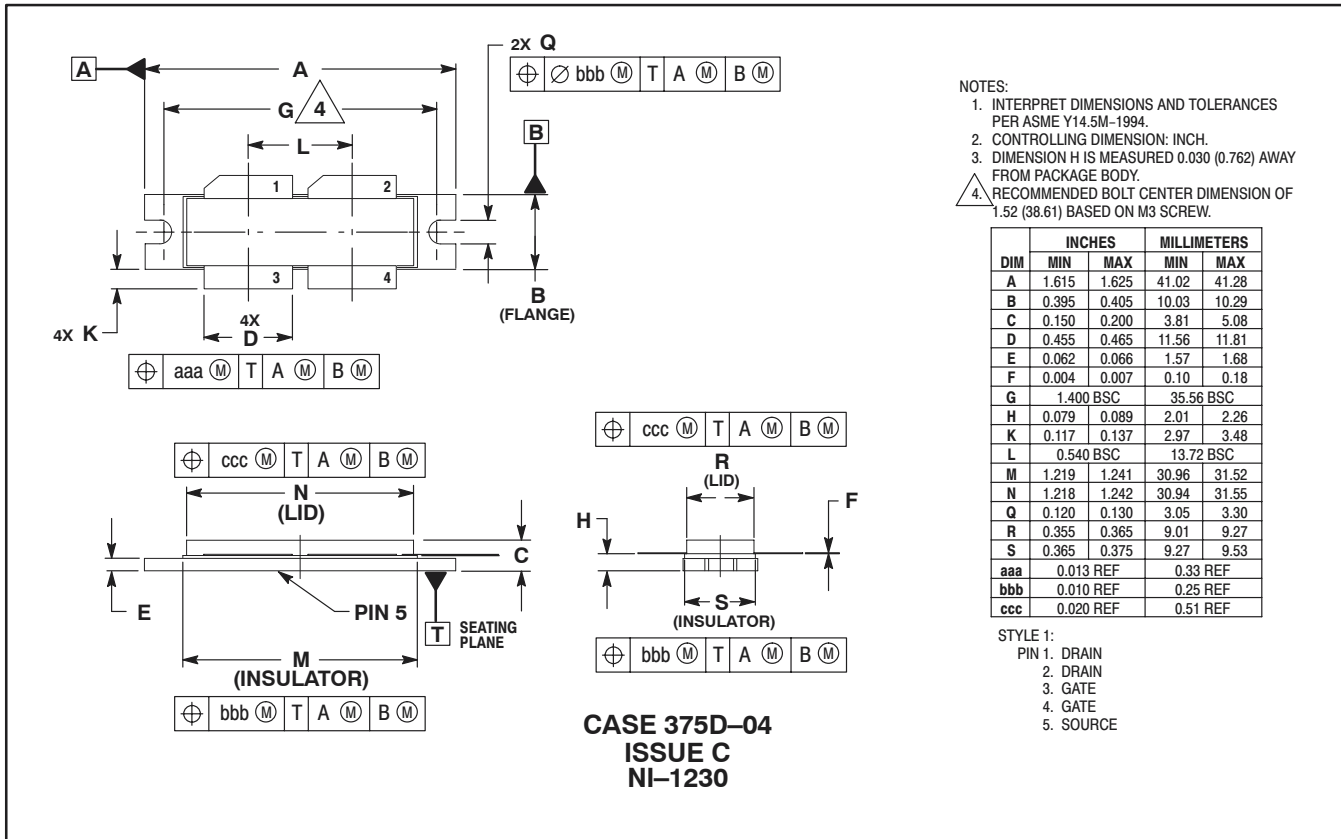 2X Q
⌀ bbb Ⓜ T A Ⓜ B Ⓜ
A
A
G 4
L
B
1
2
3
4
B
(FLANGE)
4X K
4X
D
aaa Ⓜ T A Ⓜ B Ⓜ
ccc Ⓜ T A Ⓜ B Ⓜ
N
(LID)
C
E
PIN 5
T SEATING
PLANE
M
(INSULATOR)
bbb Ⓜ T A Ⓜ B Ⓜ
ccc Ⓜ T A Ⓜ B Ⓜ
R
(LID)
F
H
S
(INSULATOR)
bbb Ⓜ T A Ⓜ B Ⓜ
CASE 375D–04
ISSUE C
NI–1230
NOTES:
1. INTERPRET DIMENSIONS AND TOLERANCES
PER ASME Y14.5M–1994.
2. CONTROLLING DIMENSION: INCH.
3. DIMENSION H IS MEASURED 0.030 (0.762) AWAY
FROM PACKAGE BODY.
4. RECOMMENDED BOLT CENTER DIMENSION OF
1.52 (38.61) BASED ON M3 SCREW.
INCHES MILLIMETERS
DIM MIN MAX MIN MAX
A 1.615 1.625 41.02 41.28
B 0.395 0.405 10.03 10.29
C 0.150 0.200 3.81 5.08
D 0.455 0.465 11.56 11.81
E 0.062 0.066 1.57 1.68
F 0.004 0.007 0.10 0.18
G 1.400 BSC 35.56 BSC
H 0.079 0.089 2.01 2.26
K 0.117 0.137 2.97 3.48
L 0.540 BSC 13.72 BSC
M 1.219 1.241 30.96 31.52
N 1.218 1.242 30.94 31.55
Q 0.120 0.130 3.05 3.30
R 0.355 0.365 9.01 9.27
S 0.365 0.375 9.27 9.53
aaa 0.013 REF 0.33 REF
bbb 0.010 REF 0.25 REF
ccc 0.020 REF 0.51 REF
STYLE 1:
PIN 1. DRAIN
2. DRAIN
3. GATE
4. GATE
5. SOURCE